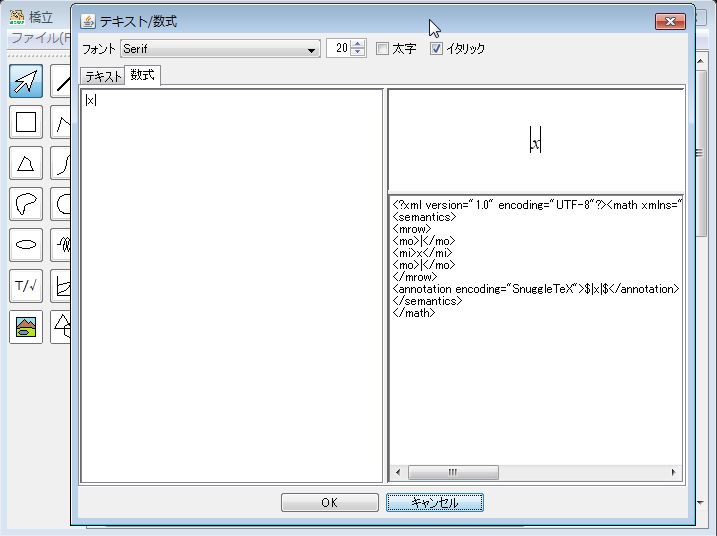 橋立
テキスト/数式
ファイル(F
フォント Serif 20 太字 イタリック
テキスト 数式
|x|
|x|
<?xml version="1.0" encoding="UTF-8"?><math xmlns="
<semantics>
<mrow>
<mo>|</mo>
<mi>x</mi>
<mo>|</mo>
</mrow>
<annotation encoding="SnuggleTeX">$|x|$</annotation>
</semantics>
</math>
T/√
OK キャンセル